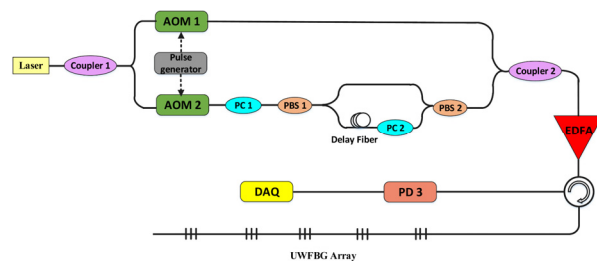 AOM 1
Laser
Coupler 1
Pulse
generator
Coupler 2
AOM 2
PC 1
PBS 1
PBS 2
PC 2
Delay Fiber
EDFA
DAQ
PD 3
UWFBG Array